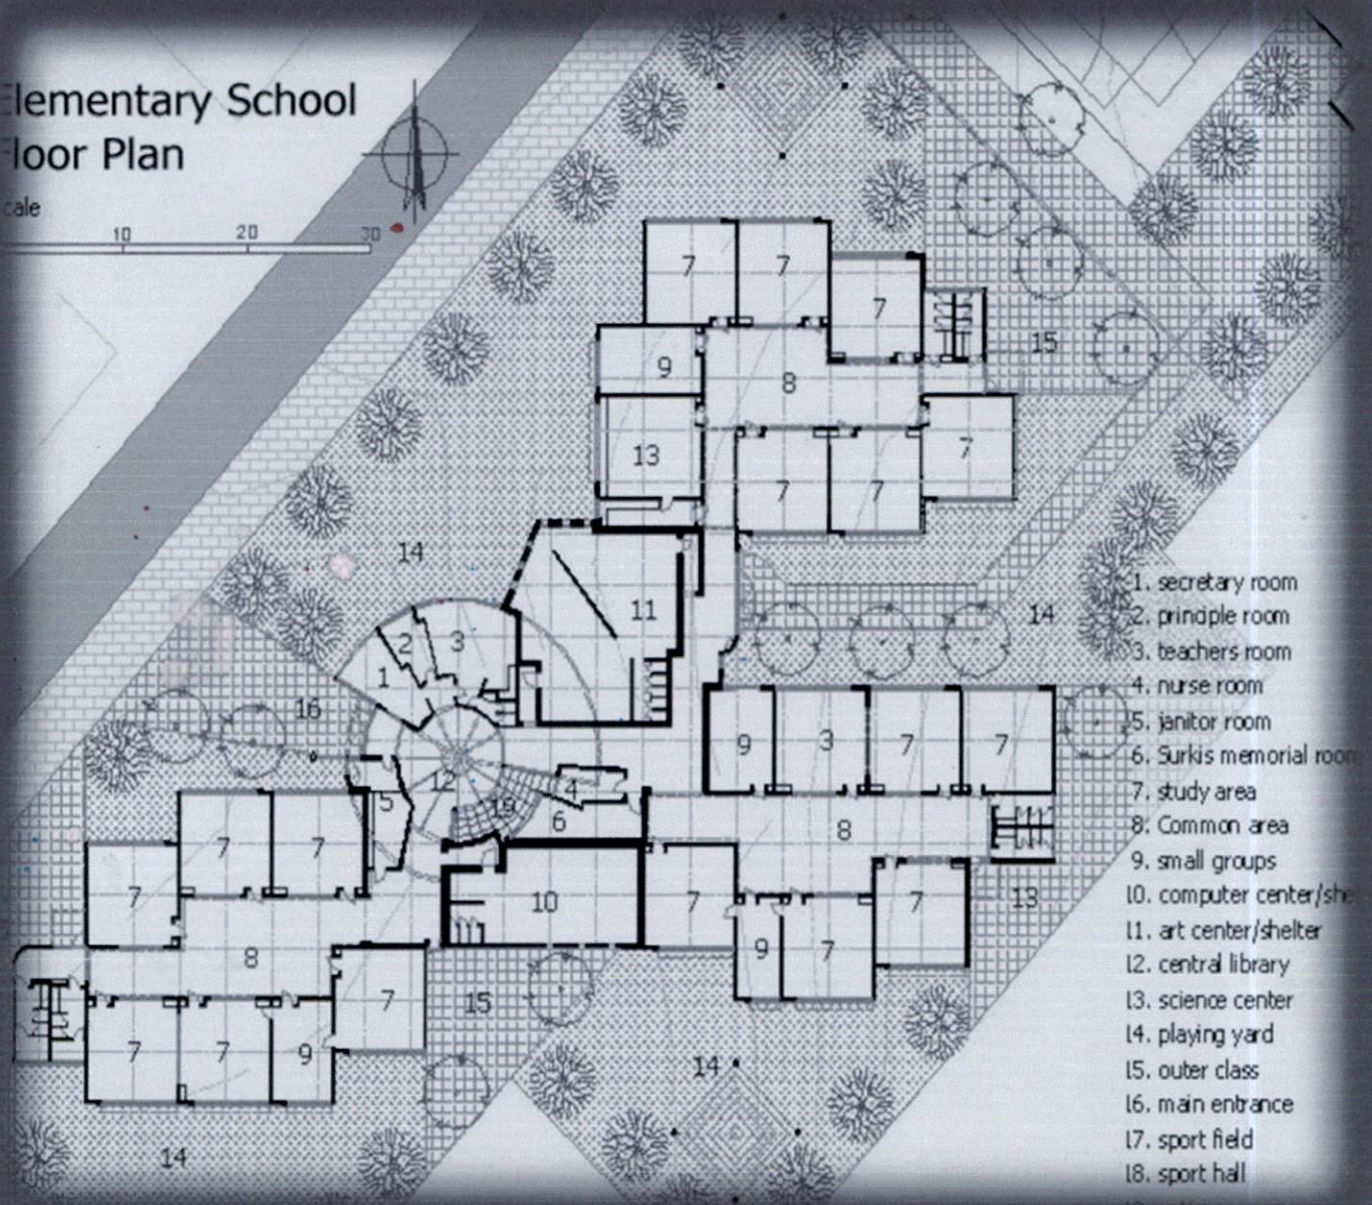 Elementary School
Floor Plan
cale
10 20 30
7 7
7
15
9
8
7
13
7 7
14
11
14
2 3
1
16
9 3 7 7
12
5 4
19
6
8
7 7
7
10
7
7
13
9 7
8
7
15
7 7 9
14
14
1. secretary room
2. principle room
3. teachers room
4. nurse room
5. janitor room
6. Surkis memorial room
7. study area
8. Common area
9. small groups
10. computer center/she
11. art center/shelter
12. central library
13. science center
14. playing yard
15. outer class
16. main entrance
17. sport field
18. sport hall